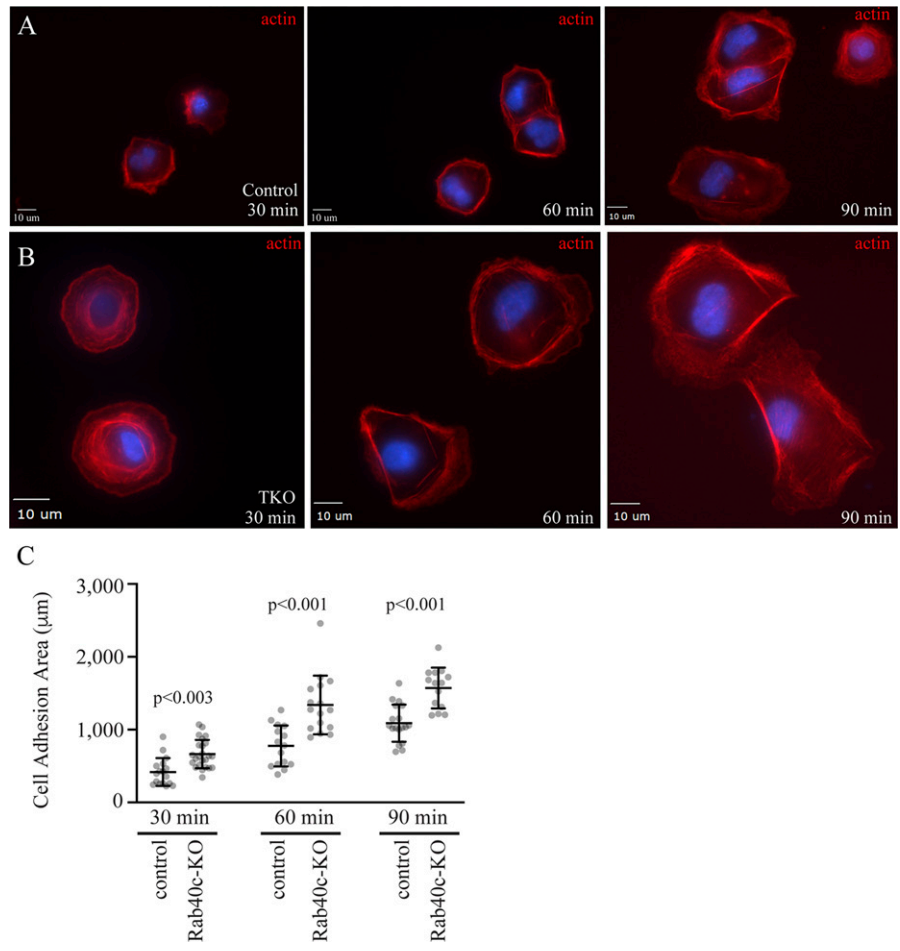 A
actin
Control
30 min
10 um
actin
60 min
10 um
actin
90 min
10 um
B
actin
TKO
30 min
10 um
actin
60 min
10 um
actin
90 min
10 um
C
Cell Adhesion Area (µm)
3,000
2,000
1,000
0
p<0.003
p<0.001
p<0.001
30 min
60 min
90 min
control
Rab40c-KO
control
Rab40c-KO
control
Rab40c-KO